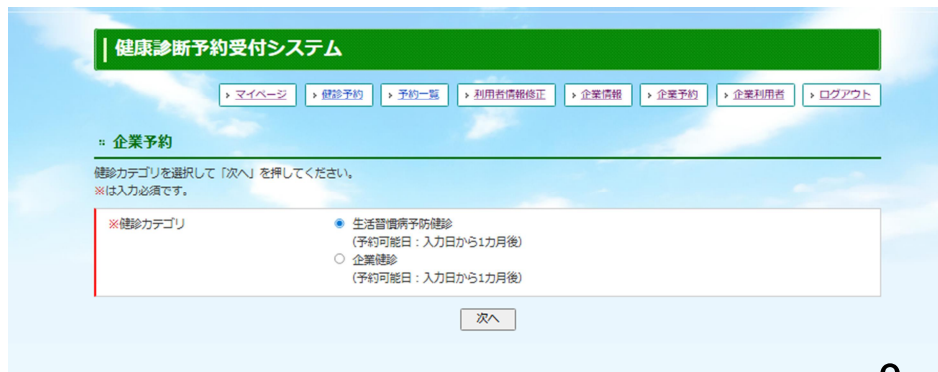 健康診断予約受付システム
マイページ 健診予約 予約一覧 利用者情報修正 企業情報 企業予約 企業利用者 ログアウト
企業予約
健診カテゴリを選択して「次へ」を押してください。
※は入力必須です。
※健診カテゴリ
生活習慣病予防健診
(予約可能日：入力日から1カ月後)
企業健診
(予約可能日：入力日から1カ月後)
次へ